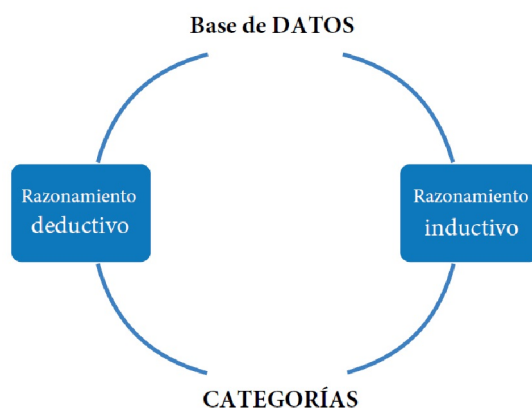 Base de DATOS
Razonamiento
deductivo
Razonamiento
inductivo
CATEGORÍAS